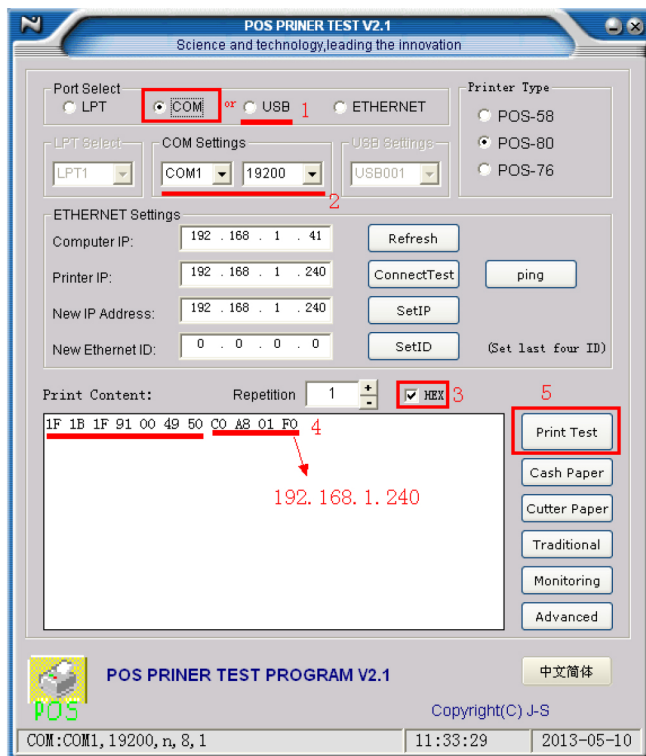 POS PRINER TEST V2.1
Science and technology,leading the innovation
Port Select
LPT
COM
or
USB
1
ETHERNET
Printer Type
POS-58
POS-80
POS-76
LPT Select
LPT1
COM Settings
COM1
19200
2
USB Settings
USB001
ETHERNET Settings
Computer IP:
192 . 168 . 1 . 41
Refresh
Printer IP:
192 . 168 . 1 . 240
ConnectTest
ping
New IP Address:
192 . 168 . 1 . 240
SetIP
New Ethernet ID:
0 . 0 . 0 . 0
SetID
(Set last four ID)
Print Content:
Repetition
1
+
-
HEX
3
5
1F 1B 1F 91 00 49 50 C0 A8 01 F0
4
192.168.1.240
Print Test
Cash Paper
Cutter Paper
Traditional
Monitoring
Advanced
POS
POS PRINER TEST PROGRAM V2.1
中文简体
Copyright(C) J-S
COM:COM1,19200,n,8,1
11:33:29
2013-05-10